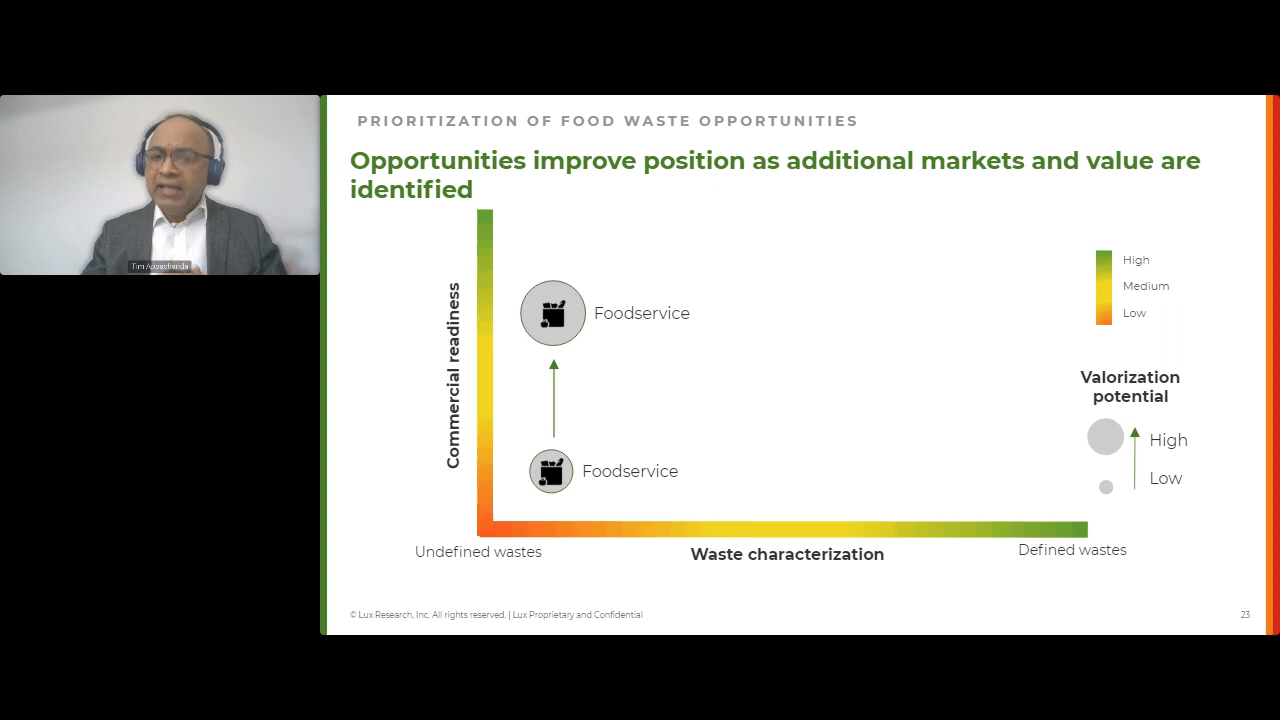 PRIORITIZATION OF FOOD WASTE OPPORTUNITIES
Opportunities improve position as additional markets and value are
identified
Tim Appachanda
Commercial readiness
Foodservice
Foodservice
High
Medium
Low
Valorization
potential
High
Low
Undefined wastes
Waste characterization
Defined wastes
© Lux Research, Inc. All rights reserved. | Lux Proprietary and Confidential
23